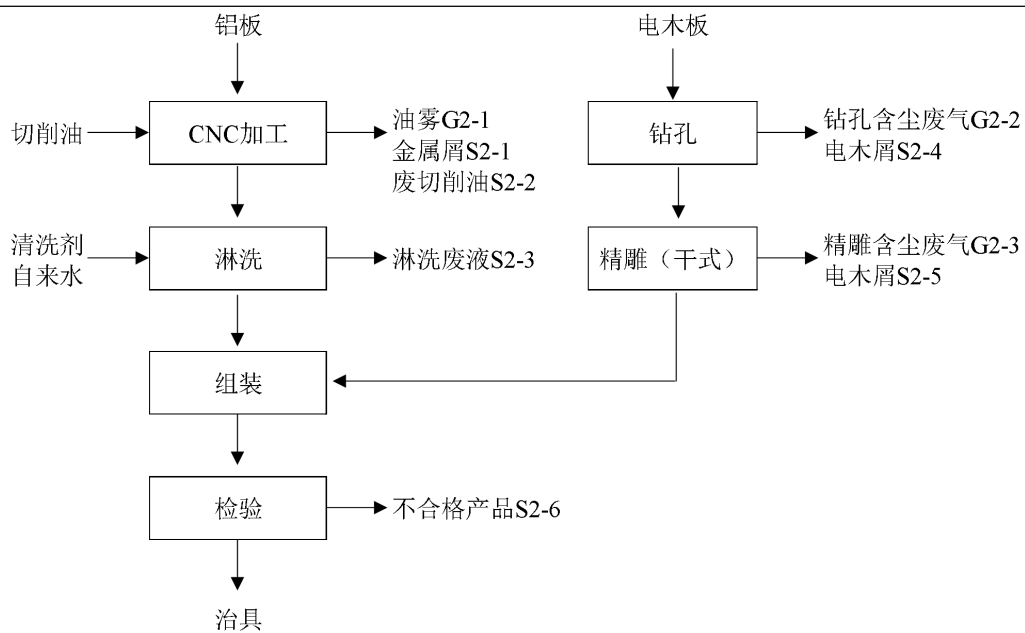 铝板
电木板
切削油
CNC加工
油雾G2-1
金属屑S2-1
废切削油S2-2
钻孔
钻孔含尘废气G2-2
电木屑S2-4
清洗剂
自来水
淋洗
淋洗废液S2-3
精雕（干式）
精雕含尘废气G2-3
电木屑S2-5
组装
检验
不合格产品S2-6
治具